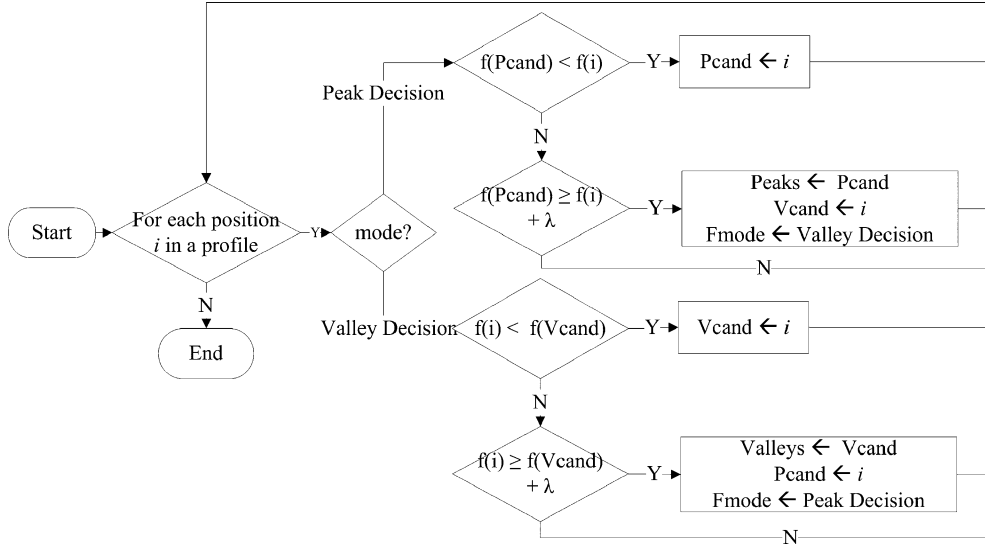 f(Pcand) < f(i)
Y
Pcand ← i
Peak Decision
N
f(Pcand) ≥ f(i)
+ λ
Y
Peaks ← Pcand
Vcand ← i
Fmode ← Valley Decision
N
Start
For each position
i in a profile
Y
mode?
N
End
Valley Decision
f(i) < f(Vcand)
Y
Vcand ← i
N
f(i) ≥ f(Vcand)
+ λ
Y
Valleys ← Vcand
Pcand ← i
Fmode ← Peak Decision
N